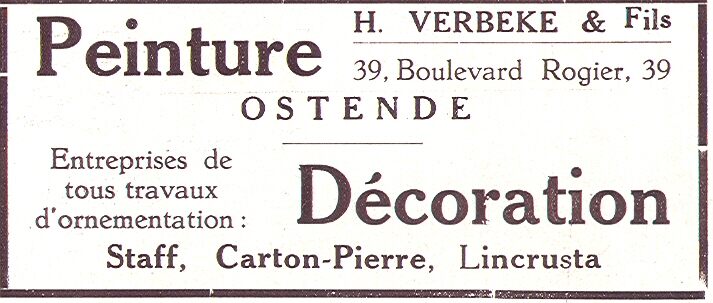 Peinture
H. VERBEKE & Fils
39, Boulevard Rogier, 39
OSTENDE
Entreprises de
tous travaux
d'ornementation :
Décoration
Staff, Carton-Pierre, Lincrusta